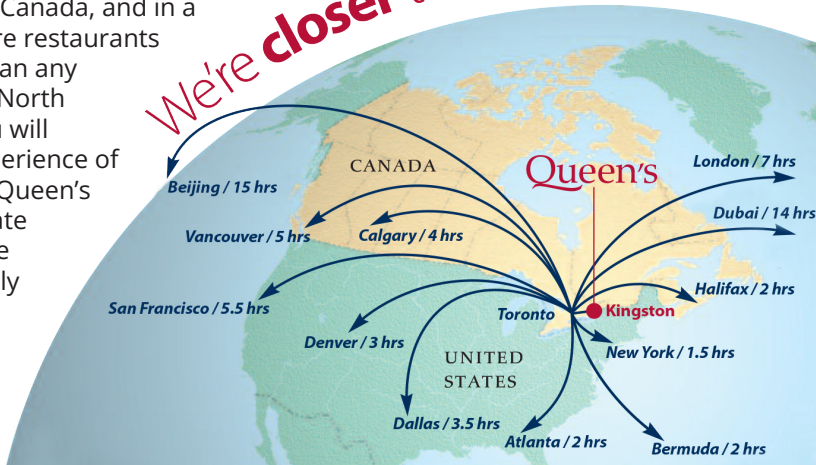 Canada, and in a
re restaurants
an any
North
will
erience of
Queen's
ate
e
ly
We're closer
CANADA
Queen's
London / 7 hrs
Beijing / 15 hrs
Dubai / 14 hrs
Vancouver / 5 hrs
Calgary / 4 hrs
Halifax / 2 hrs
San Francisco / 5.5 hrs
Toronto
Kingston
Denver / 3 hrs
New York / 1.5 hrs
UNITED
STATES
Dallas / 3.5 hrs
Atlanta / 2 hrs
Bermuda / 2 hrs